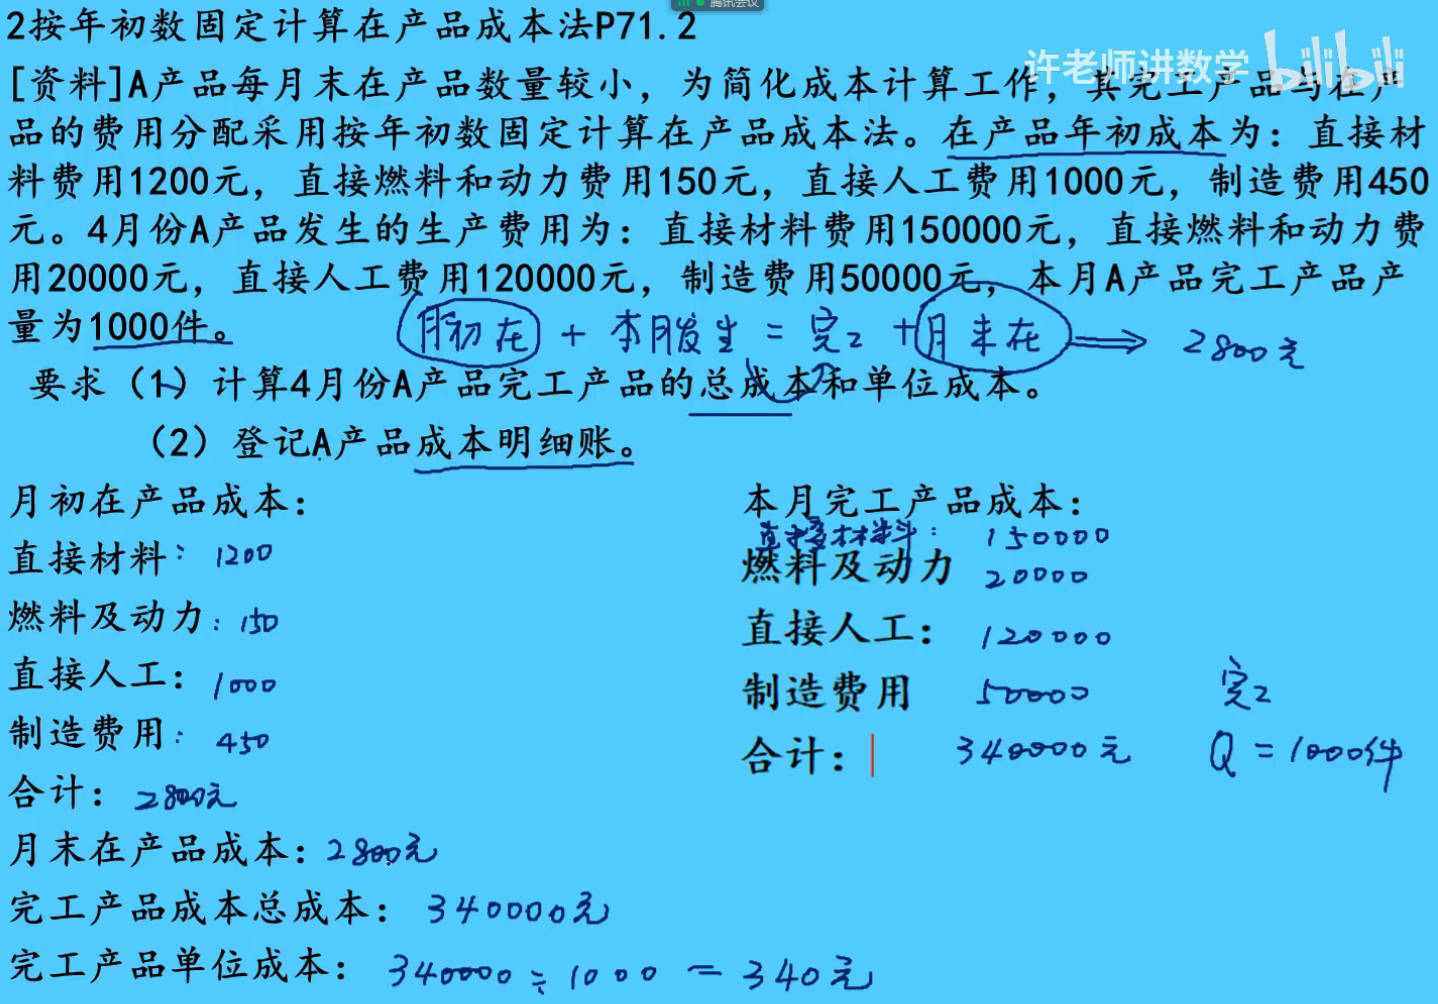 腾讯会议
2按年初数固定计算在产品成本法P71.2
许老师讲数学 bilibili
[资料]A产品每月末在产品数量较小，为简化成本计算工作，其完工产品与在产
品的费用分配采用按年初数固定计算在产品成本法。在产品年初成本为：直接材
料费用1200元，直接燃料和动力费用150元，直接人工费用1000元，制造费用450
元。4月份A产品发生的生产费用为：直接材料费用150000元，直接燃料和动力费
用20000元，直接人工费用120000元，制造费用50000元，本月A产品完工产品产
量为1000件。
月初在 + 本月发生 = 完工 + 月末在 ⟹ 2800元
要求（1）计算4月份A产品完工产品的总成本和单位成本。
（2）登记A产品成本明细账。
月初在产品成本：
直接材料：1200
燃料及动力：150
直接人工：1000
制造费用：450
合计：2800元
月末在产品成本：2800元
完工产品成本总成本：340000元
完工产品单位成本：340000÷1000=340元
本月完工产品成本：
直接材料：150000
燃料及动力 20000
直接人工：120000
制造费用 50000
合计：340000元
完工
Q=1000件